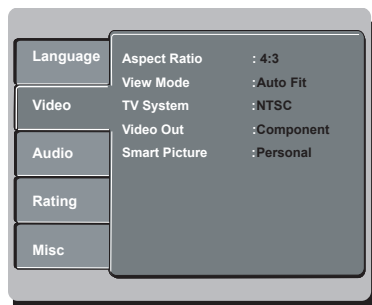 Language
Video
Audio
Rating
Misc
Aspect Ratio : 4:3
View Mode :Auto Fit
TV System :NTSC
Video Out :Component
Smart Picture :Personal